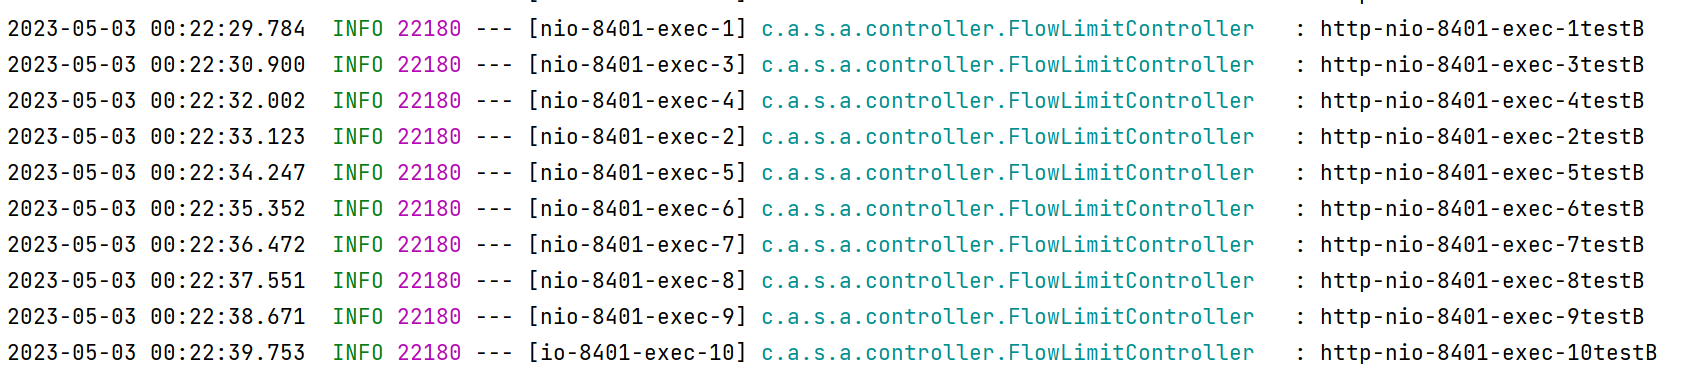 2023-05-03 00:22:29.784  INFO 22180 --- [nio-8401-exec-1] c.a.s.a.controller.FlowLimitController   : http-nio-8401-exec-1testB
2023-05-03 00:22:30.900  INFO 22180 --- [nio-8401-exec-3] c.a.s.a.controller.FlowLimitController   : http-nio-8401-exec-3testB
2023-05-03 00:22:32.002  INFO 22180 --- [nio-8401-exec-4] c.a.s.a.controller.FlowLimitController   : http-nio-8401-exec-4testB
2023-05-03 00:22:33.123  INFO 22180 --- [nio-8401-exec-2] c.a.s.a.controller.FlowLimitController   : http-nio-8401-exec-2testB
2023-05-03 00:22:34.247  INFO 22180 --- [nio-8401-exec-5] c.a.s.a.controller.FlowLimitController   : http-nio-8401-exec-5testB
2023-05-03 00:22:35.352  INFO 22180 --- [nio-8401-exec-6] c.a.s.a.controller.FlowLimitController   : http-nio-8401-exec-6testB
2023-05-03 00:22:36.472  INFO 22180 --- [nio-8401-exec-7] c.a.s.a.controller.FlowLimitController   : http-nio-8401-exec-7testB
2023-05-03 00:22:37.551  INFO 22180 --- [nio-8401-exec-8] c.a.s.a.controller.FlowLimitController   : http-nio-8401-exec-8testB
2023-05-03 00:22:38.671  INFO 22180 --- [nio-8401-exec-9] c.a.s.a.controller.FlowLimitController   : http-nio-8401-exec-9testB
2023-05-03 00:22:39.753  INFO 22180 --- [io-8401-exec-10] c.a.s.a.controller.FlowLimitController   : http-nio-8401-exec-10testB